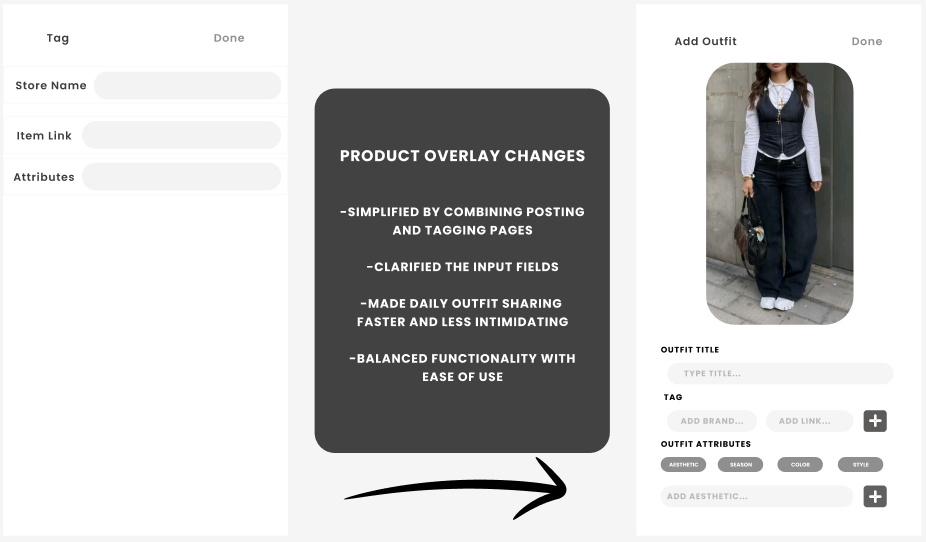 Tag
Done
Store Name
Item Link
Attributes
PRODUCT OVERLAY CHANGES
-SIMPLIFIED BY COMBINING POSTING
AND TAGGING PAGES
-CLARIFIED THE INPUT FIELDS
-MADE DAILY OUTFIT SHARING
FASTER AND LESS INTIMIDATING
-BALANCED FUNCTIONALITY WITH
EASE OF USE
Add Outfit
Done
OUTFIT TITLE
TYPE TITLE...
TAG
ADD BRAND...
ADD LINK...
OUTFIT ATTRIBUTES
AESTHETIC
SEASON
COLOR
STYLE
ADD AESTHETIC...